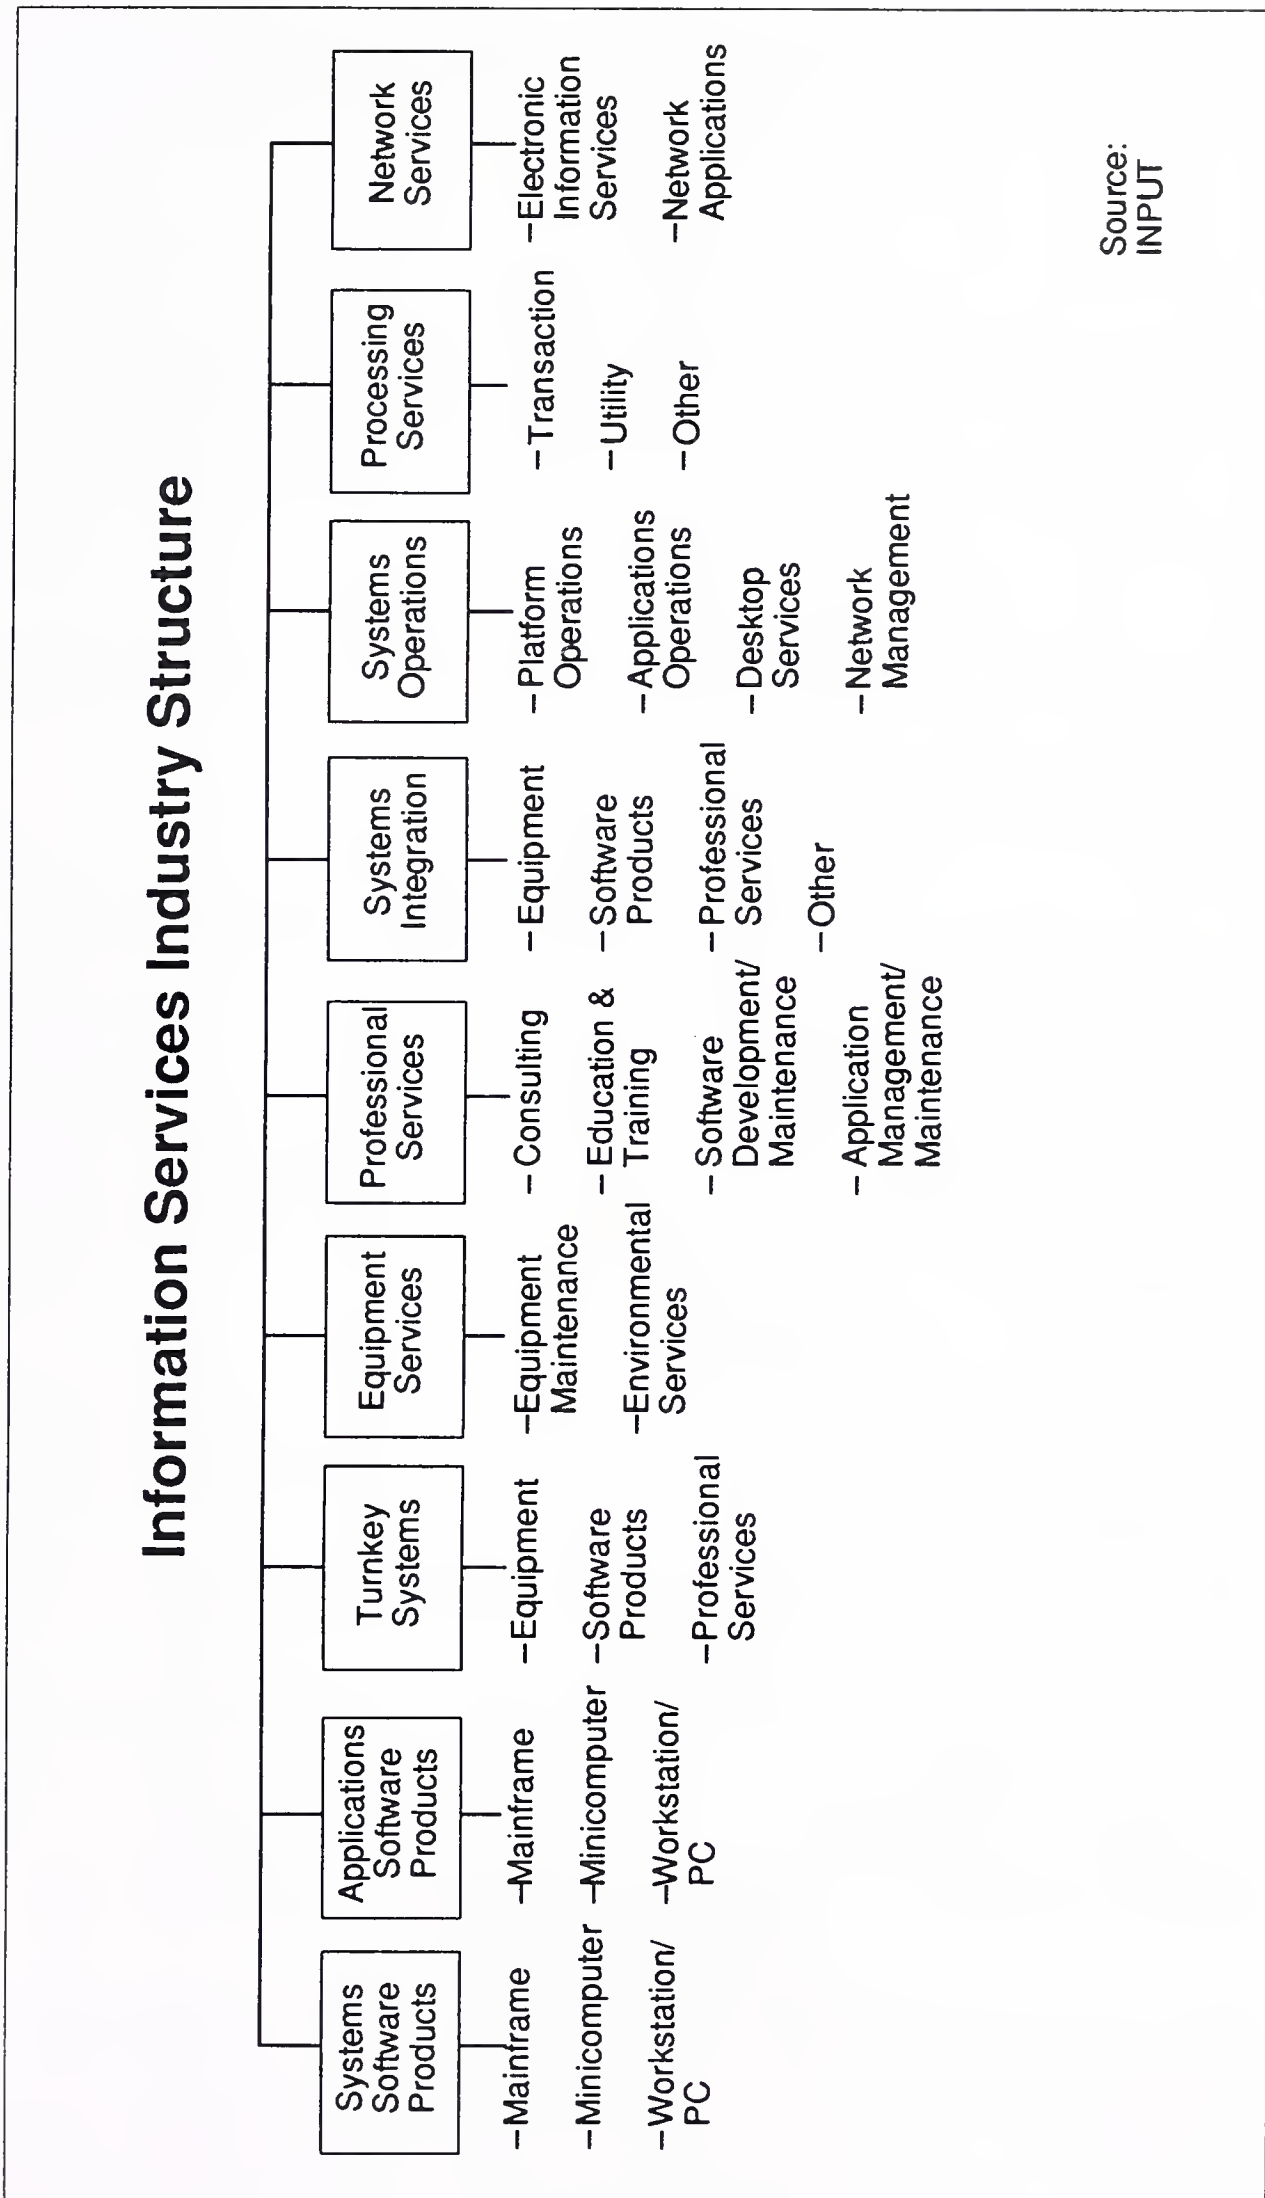 Information Services Industry Structure
Systems
Software
Products
–Mainframe
–Minicomputer
–Workstation/
PC
Applications
Software
Products
–Mainframe
–Minicomputer
–Workstation/
PC
Turnkey
Systems
–Equipment
–Software
Products
–Professional
Services
Equipment
Services
–Equipment
Maintenance
–Environmental
Services
Professional
Services
– Consulting
–Education &
Training
–Software
Development/
Maintenance
– Application
Management/
Maintenance
Systems
Integration
–Equipment
–Software
Products
–Professional
Services
–Other
Systems
Operations
–Platform
Operations
–Applications
Operations
–Desktop
Services
–Network
Management
Processing
Services
–Transaction
–Utility
–Other
Network
Services
–Electronic
Information
Services
–Network
Applications
Source:
INPUT